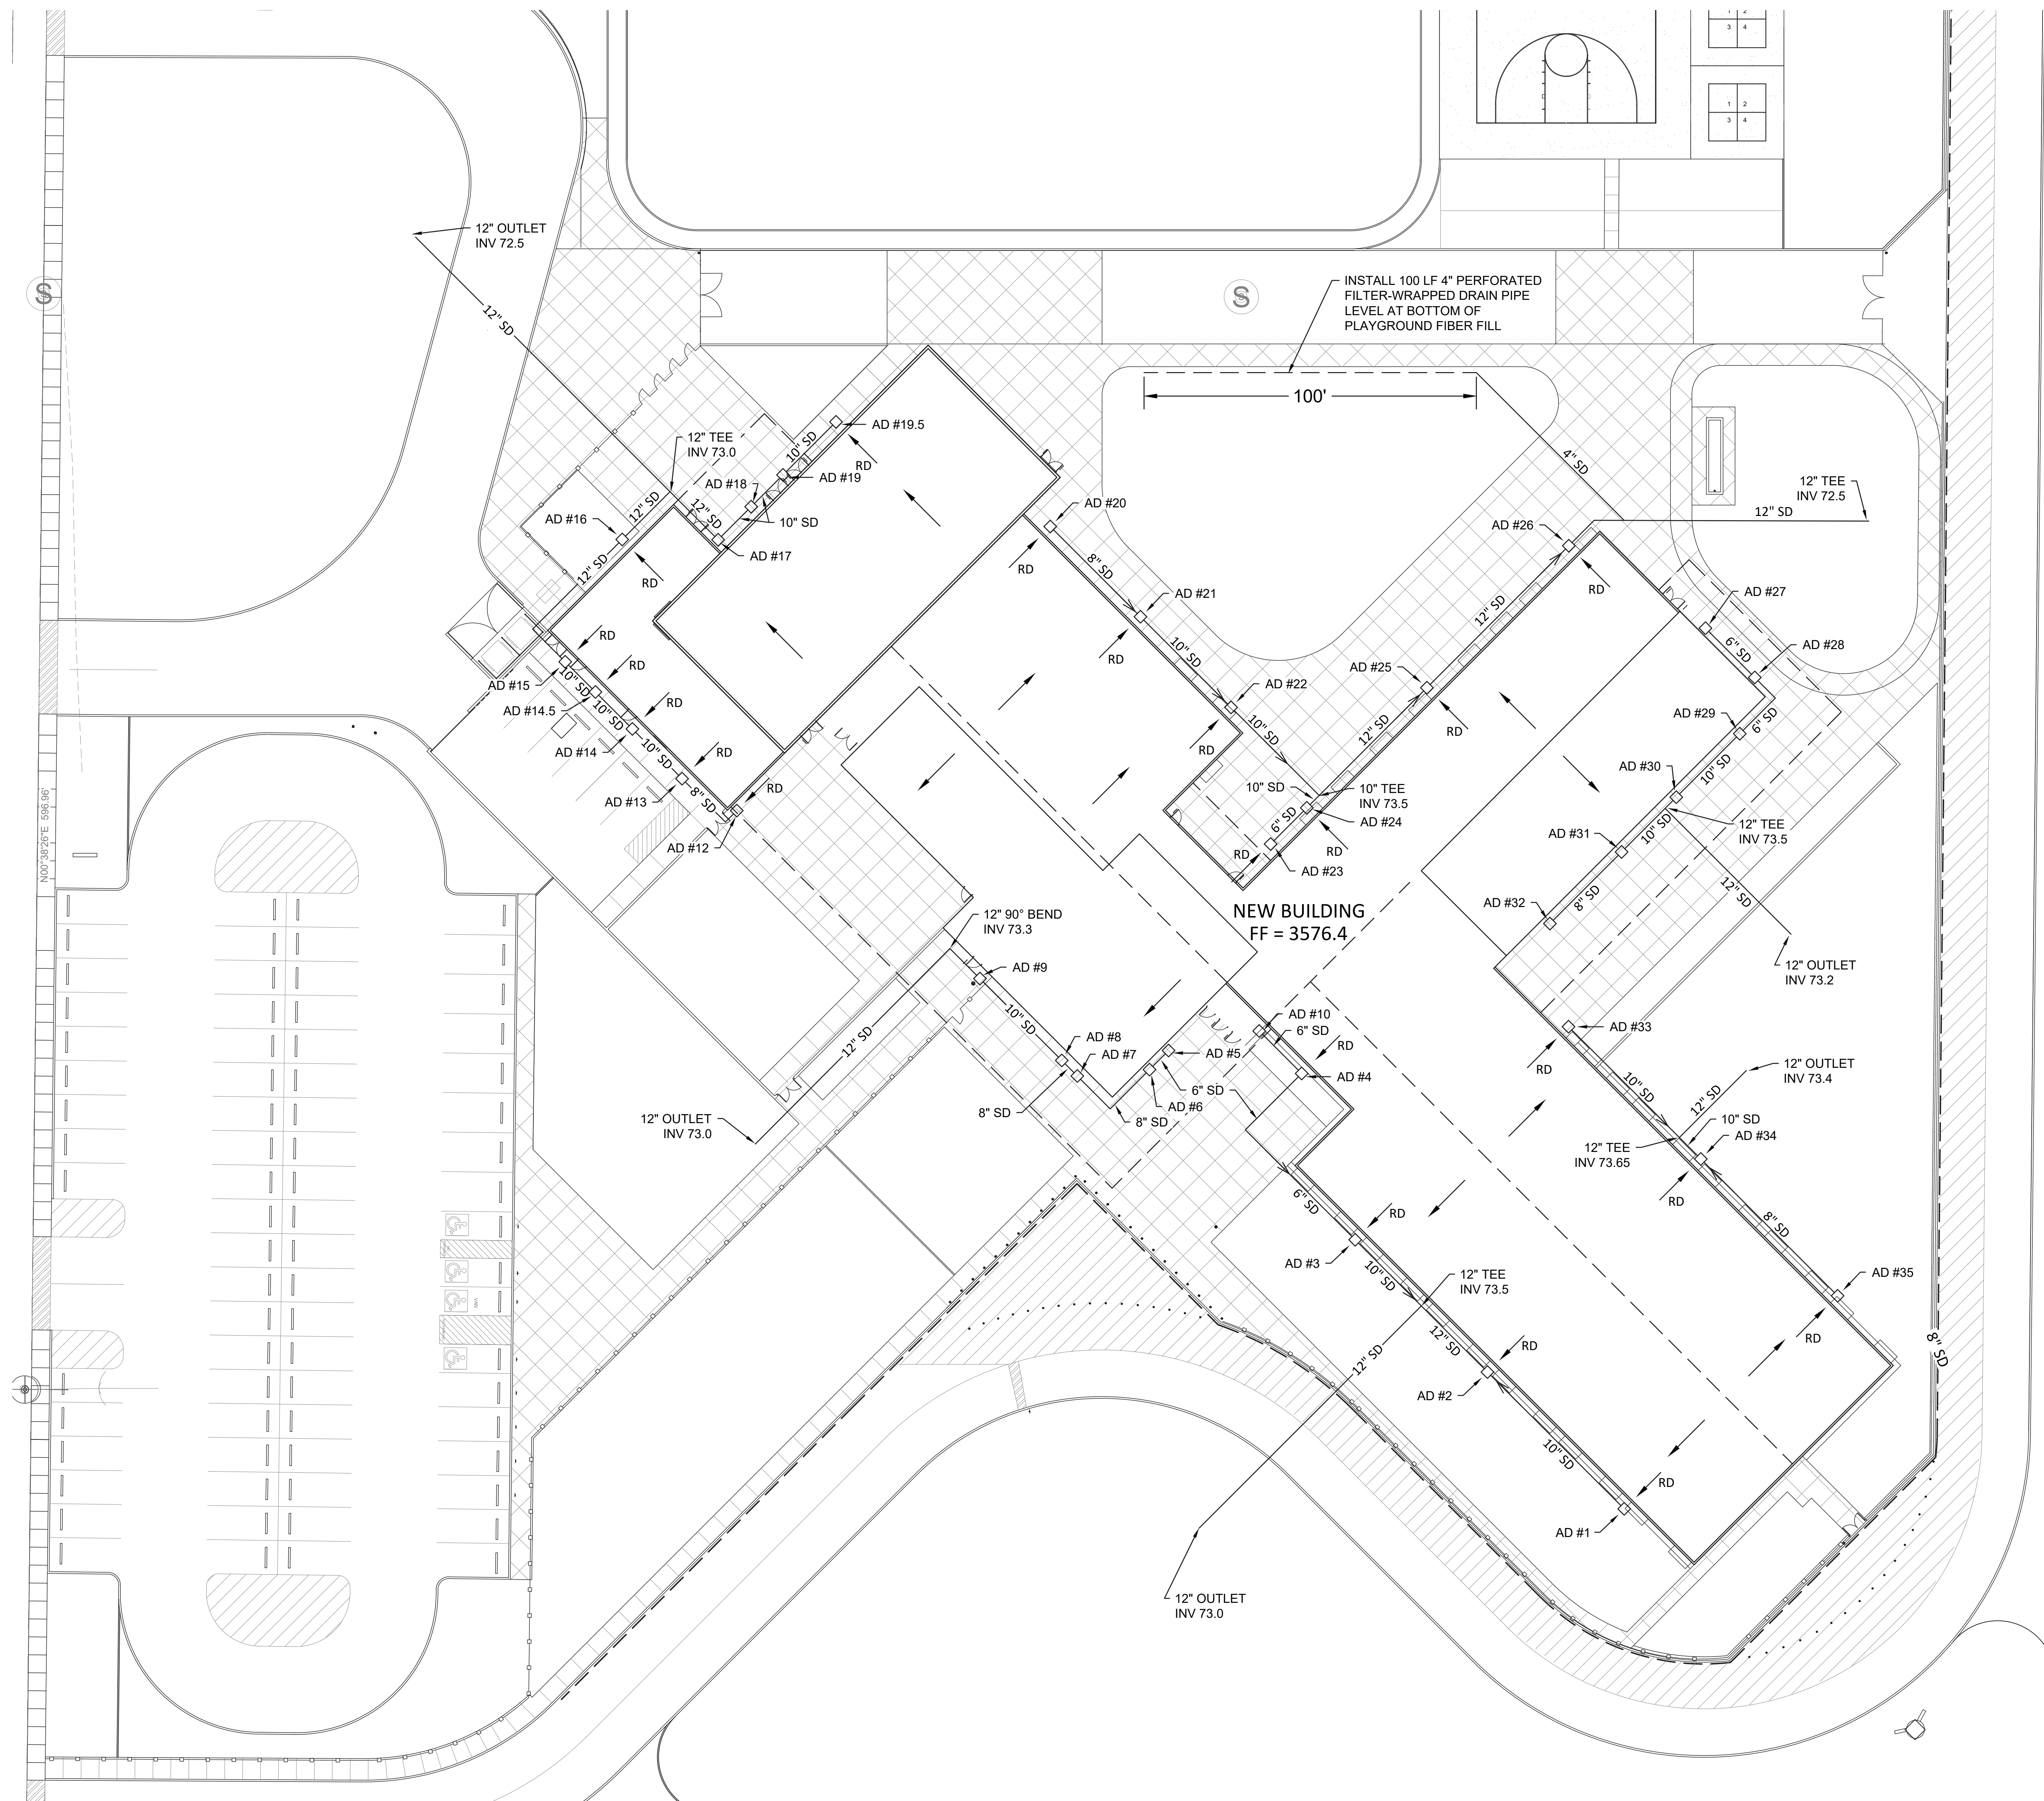 1 2
3 4
1 2
3 4
12" OUTLET
INV 72.5
12" SD
S
S
INSTALL 100 LF 4" PERFORATED
FILTER-WRAPPED DRAIN PIPE
LEVEL AT BOTTOM OF
PLAYGROUND FIBER FILL
100'
4" SD
12" TEE
INV 72.5
12" SD
AD #19.5
12" TEE
INV 73.0
10" SD
RD
AD #19
AD #18
10" SD
12" SD
12" SD
AD #16
AD #17
12" SD
RD
AD #20
RD
8" SD
AD #21
RD
10" SD
AD #22
RD
10" SD
AD #26
RD
12" SD
AD #25
RD
12" SD
AD #27
6" SD
AD #28
AD #29
6" SD
10" SD
AD #30
12" TEE
INV 73.5
10" SD
AD #31
12" SD
AD #32
8" SD
12" OUTLET
INV 73.2
RD
RD
RD
RD
RD
AD #15
10" SD
AD #14.5
10" SD
AD #14
10" SD
AD #13
8" SD
AD #12
10" SD
10" TEE
INV 73.5
AD #24
6" SD
RD
RD
AD #23
NEW BUILDING
FF = 3576.4
N00°38'26"E 596.96'
12" 90° BEND
INV 73.3
AD #9
10" SD
12" SD
AD #8
AD #7
8" SD
12" OUTLET
INV 73.0
AD #5
6" SD
AD #6
8" SD
AD #10
6" SD
RD
AD #4
AD #33
RD
10" SD
12" OUTLET
INV 73.4
12" SD
10" SD
AD #34
12" TEE
INV 73.65
RD
8" SD
AD #35
RD
8" SD
6" SD
RD
AD #3
10" SD
12" TEE
INV 73.5
12" SD
12" SD
RD
AD #2
10" SD
RD
AD #1
12" OUTLET
INV 73.0
VAN